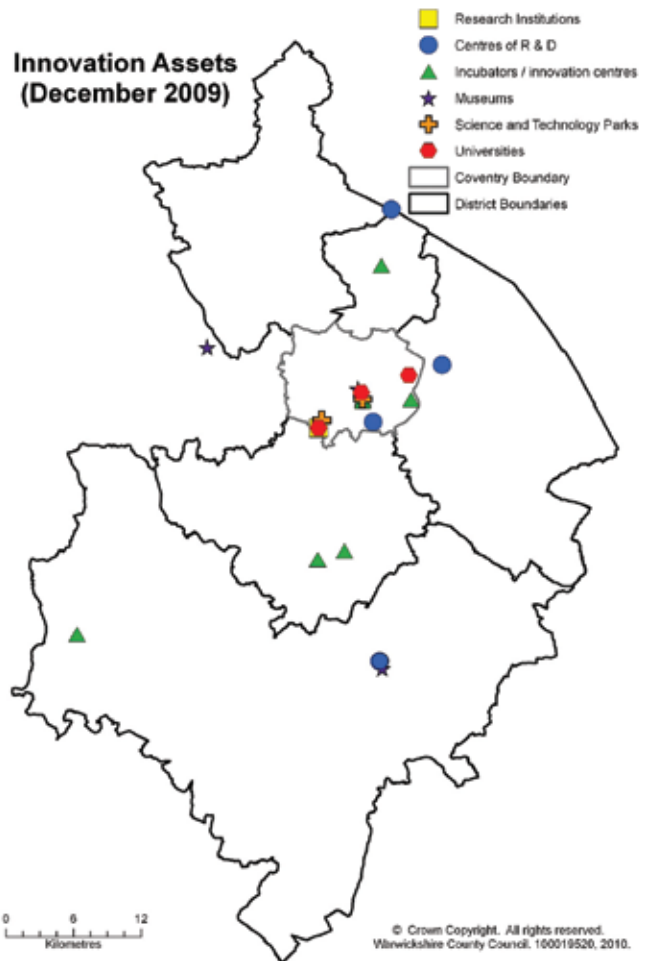 Innovation Assets
(December 2009)
Research Institutions
Centres of R & D
Incubators / innovation centres
Museums
Science and Technology Parks
Universities
Coventry Boundary
District Boundaries
0 6 12
Kilometres
© Crown Copyright. All rights reserved.
Warwickshire County Council. 100019520, 2010.